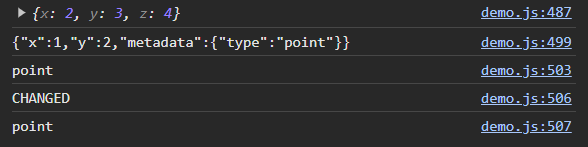 ▶ {x: 2, y: 3, z: 4} demo.js:487
{"x":1,"y":2,"metadata":{"type":"point"}} demo.js:499
point demo.js:503
CHANGED demo.js:506
point demo.js:507